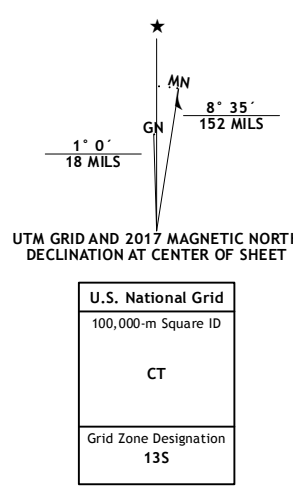 MN
GN
8° 35´
152 MILS
1° 0´
18 MILS
UTM GRID AND 2017 MAGNETIC NORTH
DECLINATION AT CENTER OF SHEET
U.S. National Grid
100,000-m Square ID
CT
Grid Zone Designation
13S